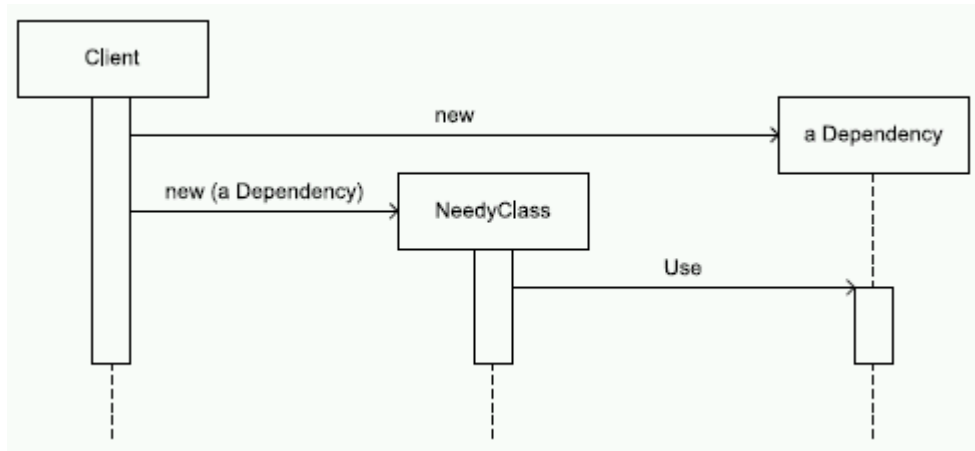 Client
new
a Dependency
new (a Dependency)
NeedyClass
Use